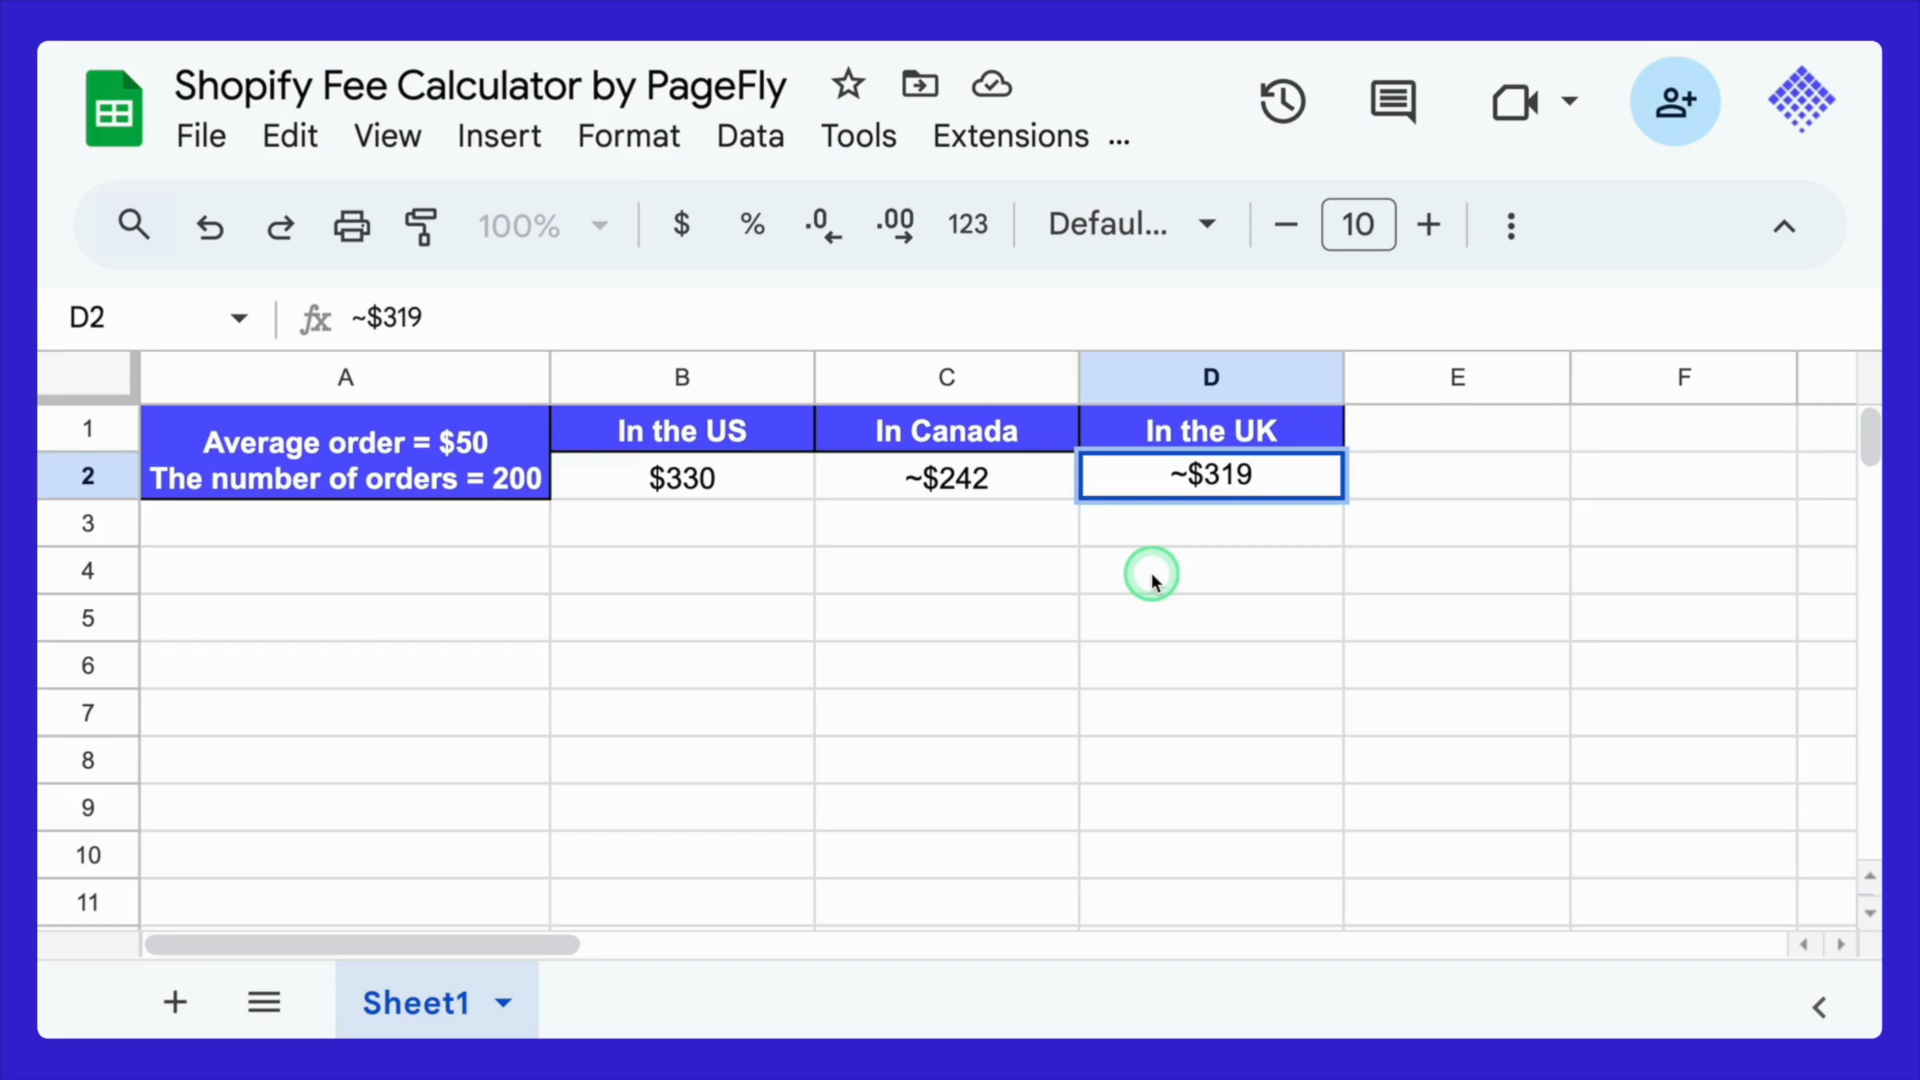 Shopify Fee Calculator by PageFly
File Edit View Insert Format Data Tools Extensions ...
100% $ % .0 .00 123 Defaul... 10
D2 fx ~$319
A B C D E F
1 Average order = $50 In the US In Canada In the UK
2 The number of orders = 200 $330 ~$242 ~$319
3
4
5
6
7
8
9
10
11
Sheet1